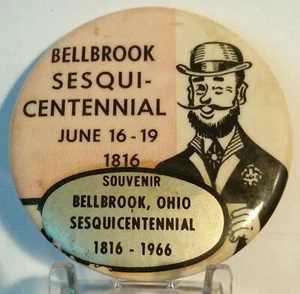 BELLBROOK
SESQUI-
CENTENNIAL
JUNE 16-19
1816
SOUVENIR
BELLBROOK, OHIO
SESQUICENTENNIAL
1816 - 1966